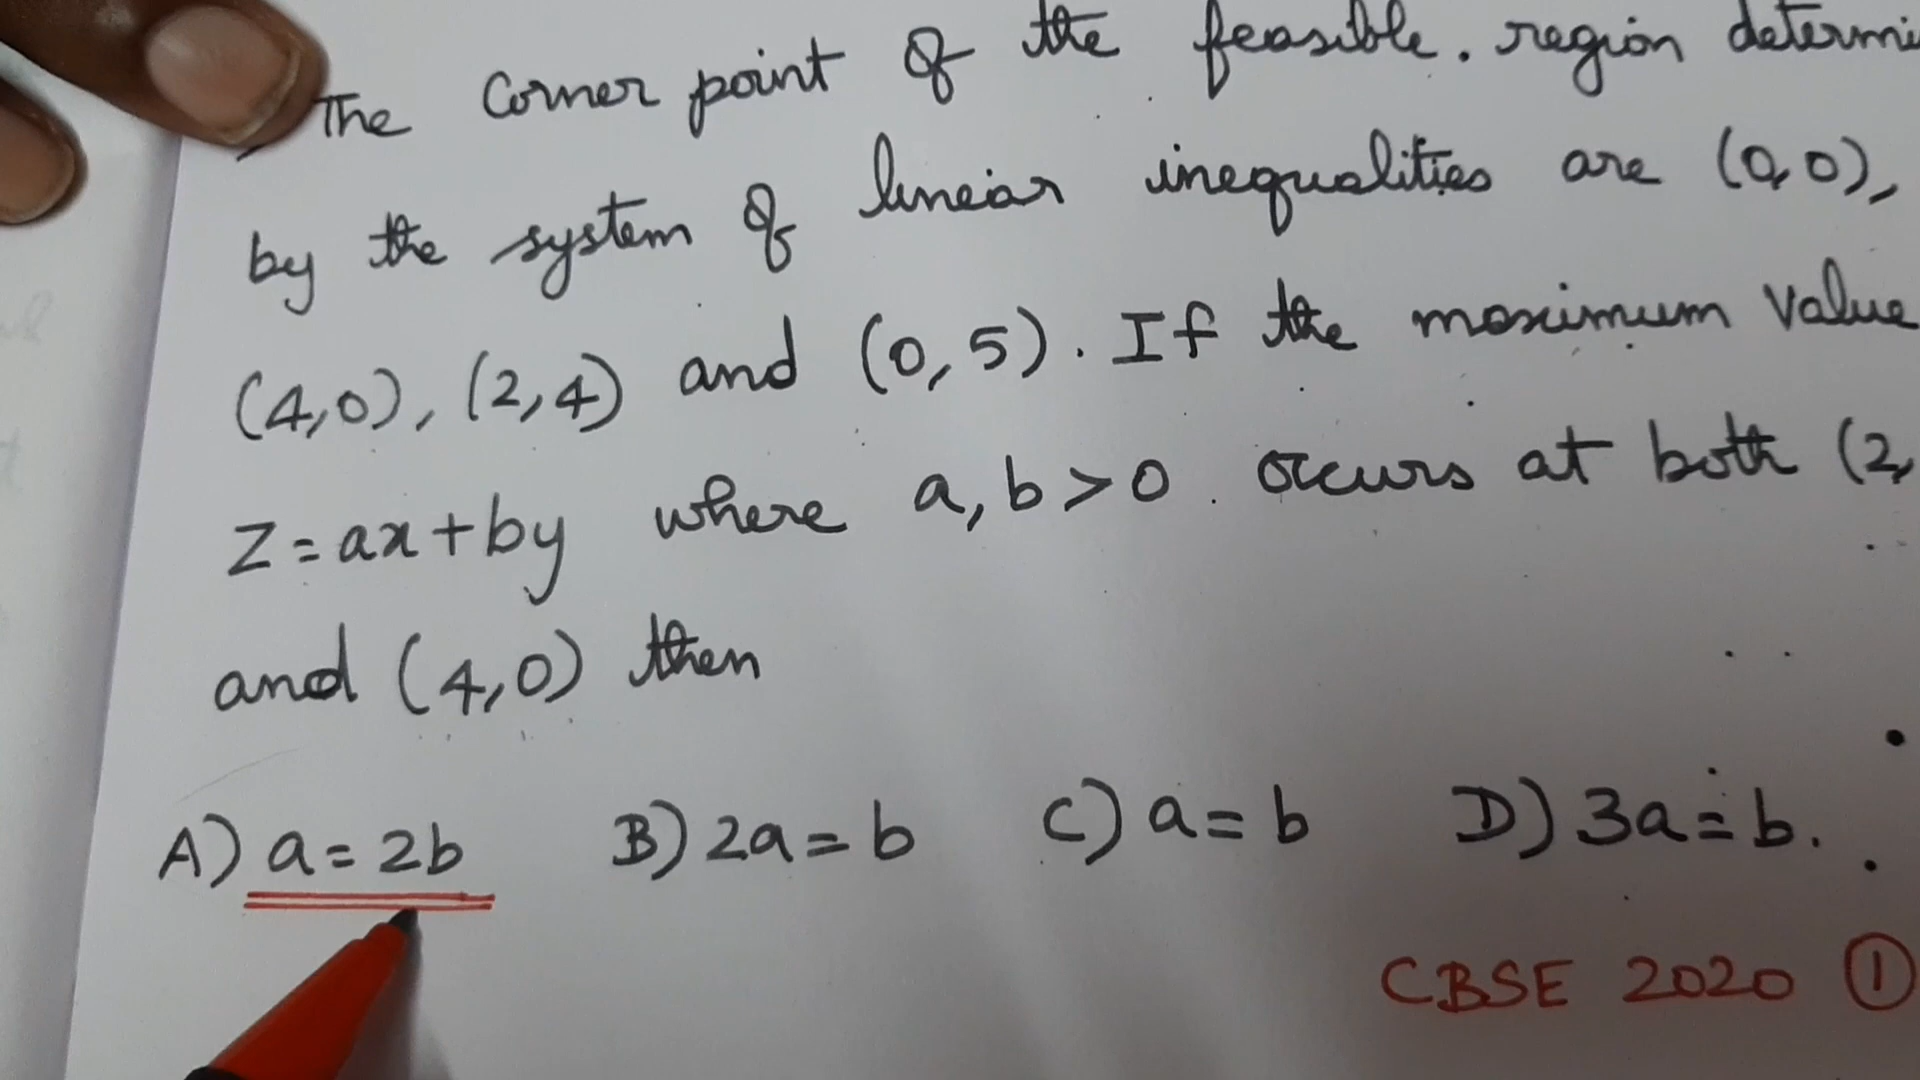 The Corner point of the feasible. region determi
by the system of linear inequalities are (0,0),
(4,0), (2,4) and (0,5). If the maximum value
Z=ax+by where a,b>0. occurs at both (2,
and (4,0) then
A) a=2b B) 2a=b C) a=b D) 3a=b.
CBSE 2020 ①